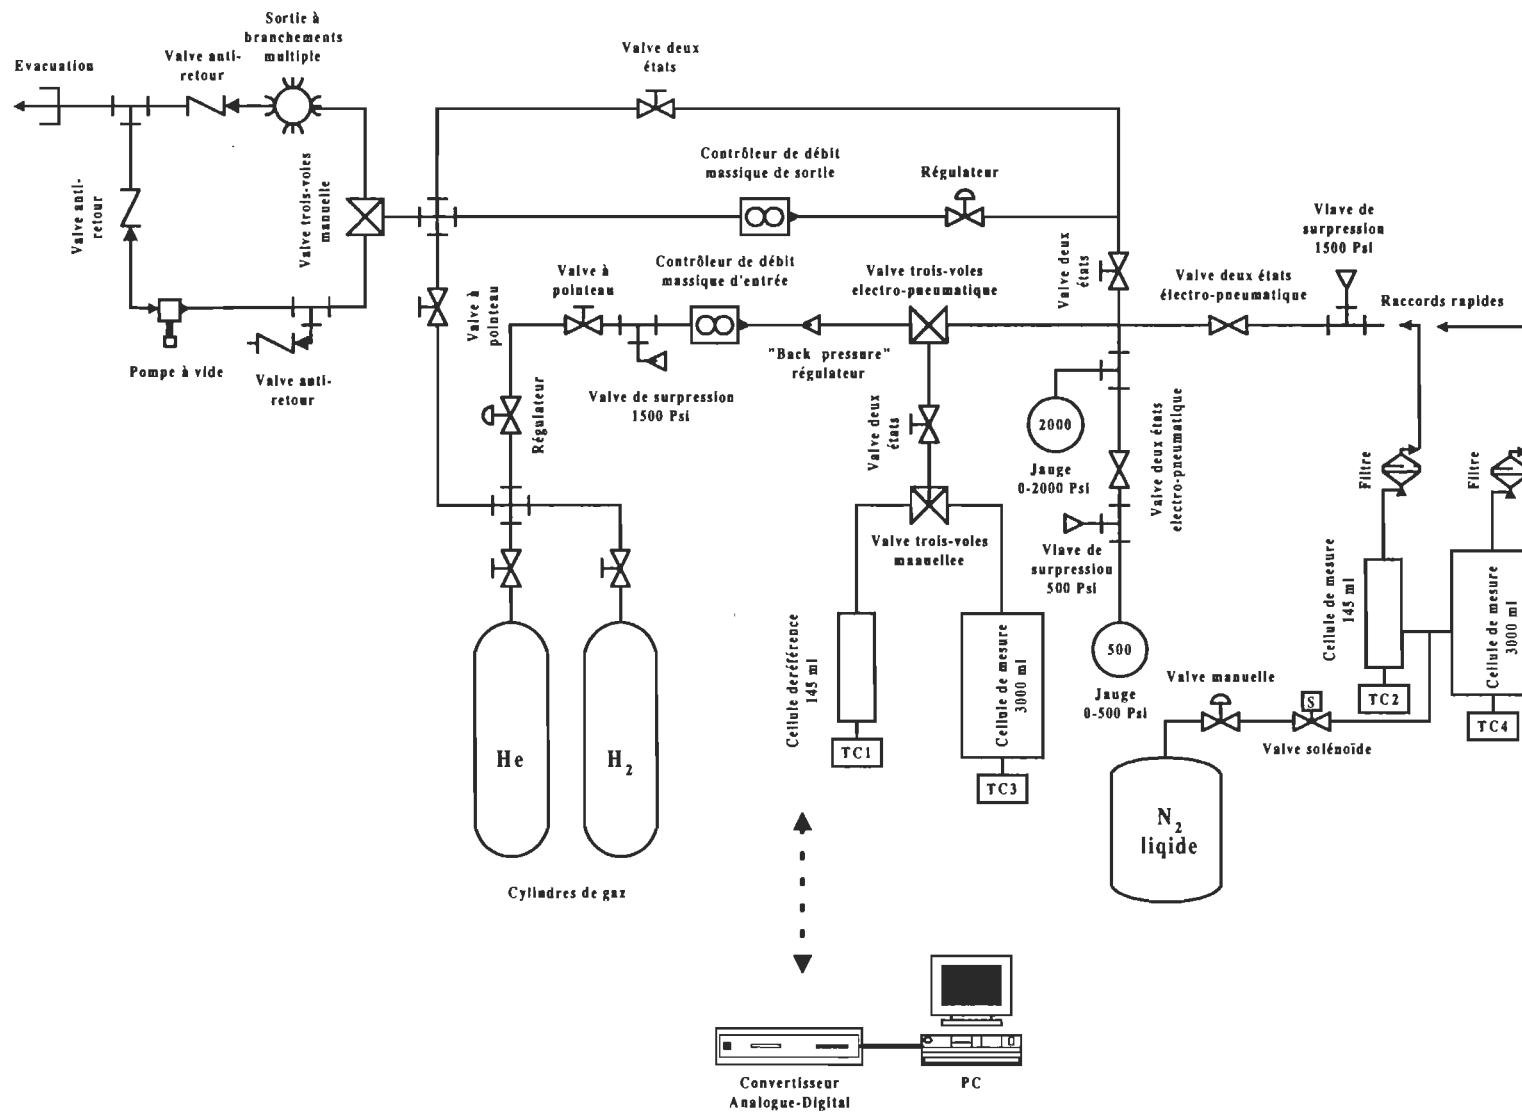 Sortie à
branchements
multiple
Valve anti-
retour
Evacuation
Valve deux
états
Valve anti-
retour
Valve trois-voies
manuelle
Contrôleur de débit
massique de sortie
Régulateur
Vlave de
surpression
1500 Psi
Valve à
pointeau
Valve à
pointeau
Contrôleur de débit
massique d'entrée
Valve trois-voies
electro-pneumatique
Valve deux
états
Valve deux états
électro-pneumatique
Raccords rapides
Pompe à vide
Valve anti-
retour
"Back pressure"
régulateur
Valve de surpression
1500 Psi
Régulateur
Valve deux
états
2000
Jauge
0-2000 Psi
Valve deux états
electro-pneumatique
Filtre
Filtre
Valve trois-voies
manuellee
Vlave de
surpression
500 Psi
Cellule deréférence
145 ml
Cellule de mesure
3000 ml
500
Jauge
0-500 Psi
Cellule de mesure
145 ml
Cellule de mesure
3000 ml
Valve manuelle
S
Valve solénoïde
TC2
TC4
He
H2
TC1
TC3
N2
liqide
Cylindres de gaz
Convertisseur
Analogue-Digital
PC